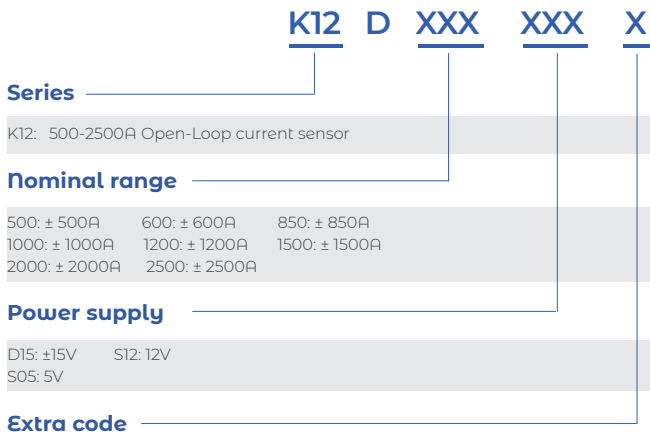 K12 D XXX XXX X
Series
K12: 500-2500A Open-Loop current sensor
Nominal range
500: ± 500A 600: ± 600A 850: ± 850A
1000: ± 1000A 1200: ± 1200A 1500: ± 1500A
2000: ± 2000A 2500: ± 2500A
Power supply
D15: ±15V S12: 12V
S05: 5V
Extra code